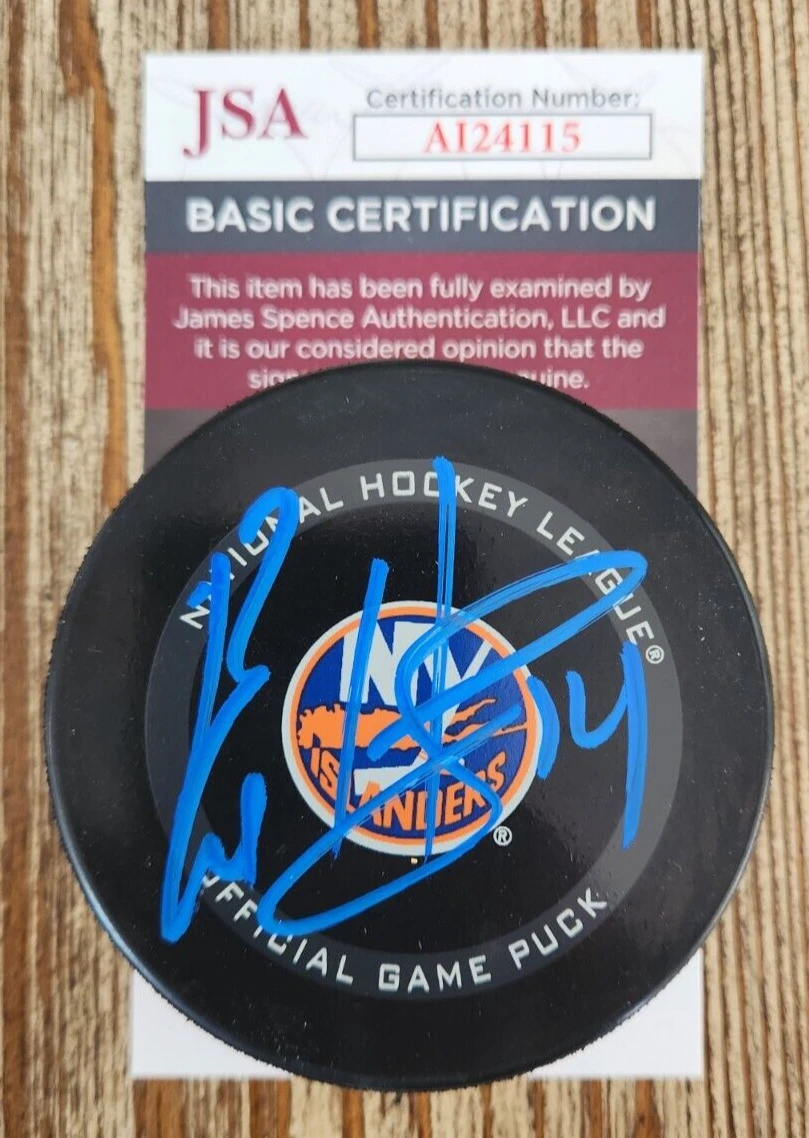 JSA
Certification Number:
AI24115
BASIC CERTIFICATION
This item has been fully examined by
James Spence Authentication, LLC and
it is our considered opinion that the
NATIONAL HOCKEY LEAGUE®
NY
ISLANDERS
®
14
OFFICIAL GAME PUCK